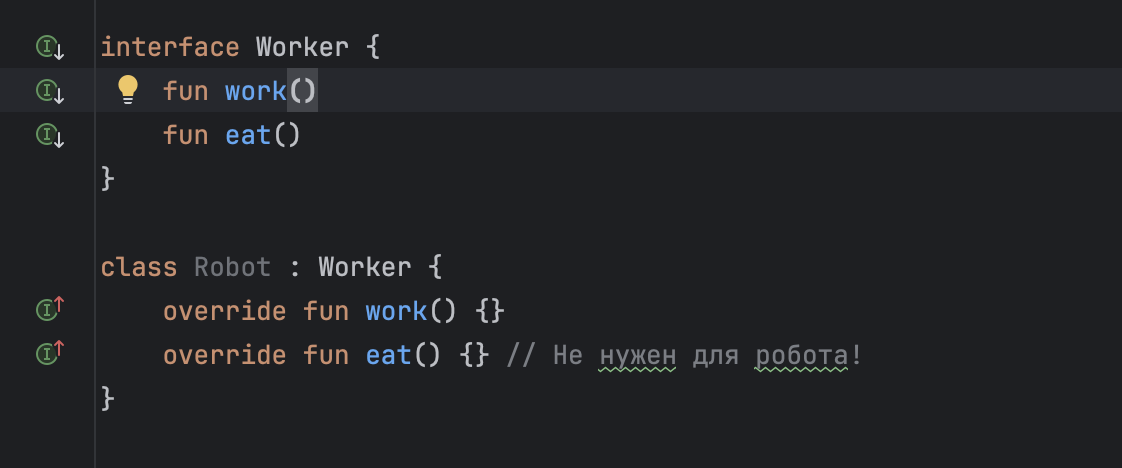 interface Worker {
    fun work()
    fun eat()
}

class Robot : Worker {
    override fun work() {}
    override fun eat() {} // Не нужен для робота!
}